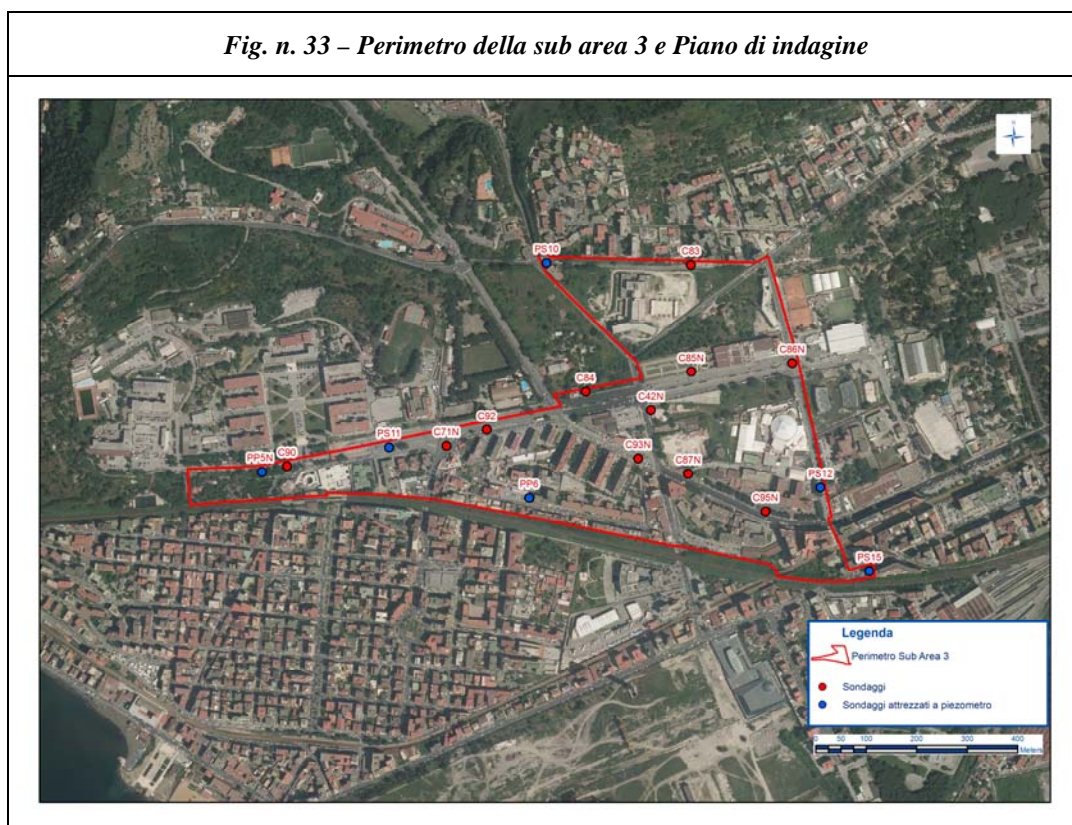 Fig. n. 33 – Perimetro della sub area 3 e Piano di indagine
N
PS10
C83
C86N
C85N
C84
C42N
C92
C71N
PS11
C93N
C90
PP5N
C87N
PS12
PP6
C95N
PS15
Legenda
Perimetro Sub Area 3
Sondaggi
Sondaggi attrezzati a piezometro
0 50 100 200 300 400
Meters